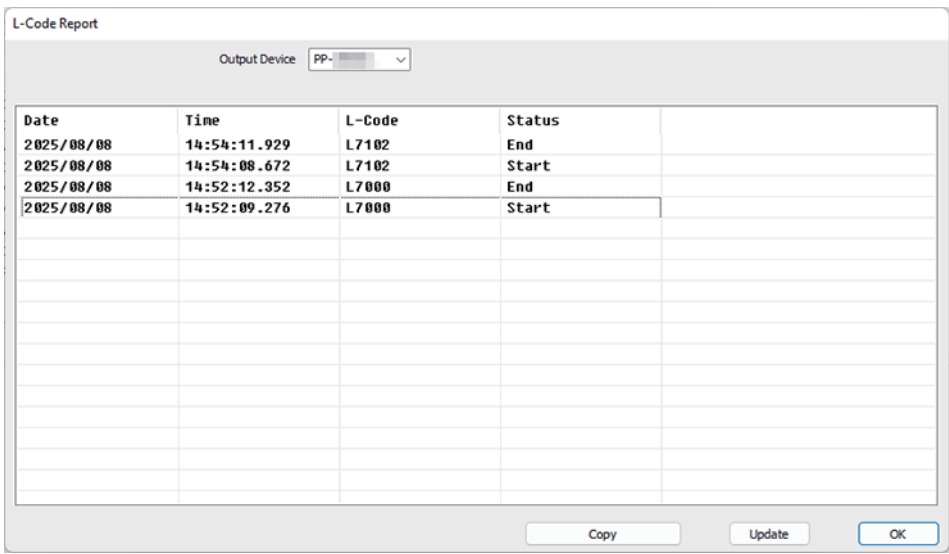 L-Code Report
Output Device PP-
Date Time L-Code Status
2025/08/08 14:54:11.929 L7102 End
2025/08/08 14:54:08.672 L7102 Start
2025/08/08 14:52:12.352 L7000 End
2025/08/08 14:52:09.276 L7000 Start
Copy Update OK